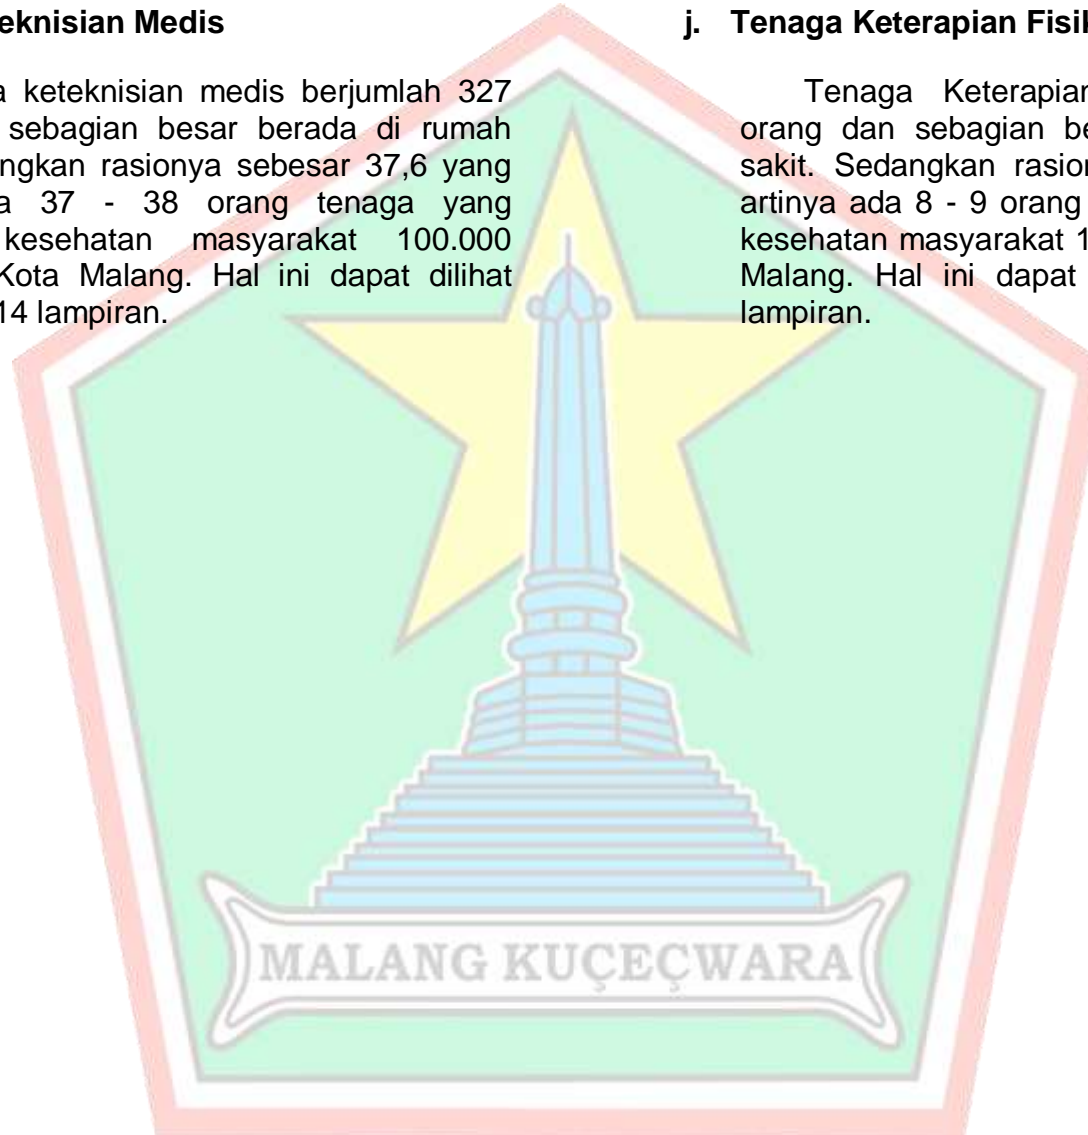 eknisian Medis
a keteknisian medis berjumlah 327
sebagian besar berada di rumah
ngkan rasionya sebesar 37,6 yang
a 37 - 38 orang tenaga yang
kesehatan masyarakat 100.000
Kota Malang. Hal ini dapat dilihat
14 lampiran.
j. Tenaga Keterapian Fisik
Tenaga Keterapian
orang dan sebagian be
sakit. Sedangkan rasion
artinya ada 8 - 9 orang
kesehatan masyarakat 1
Malang. Hal ini dapat
lampiran.
MALANG KUÇEÇWARA